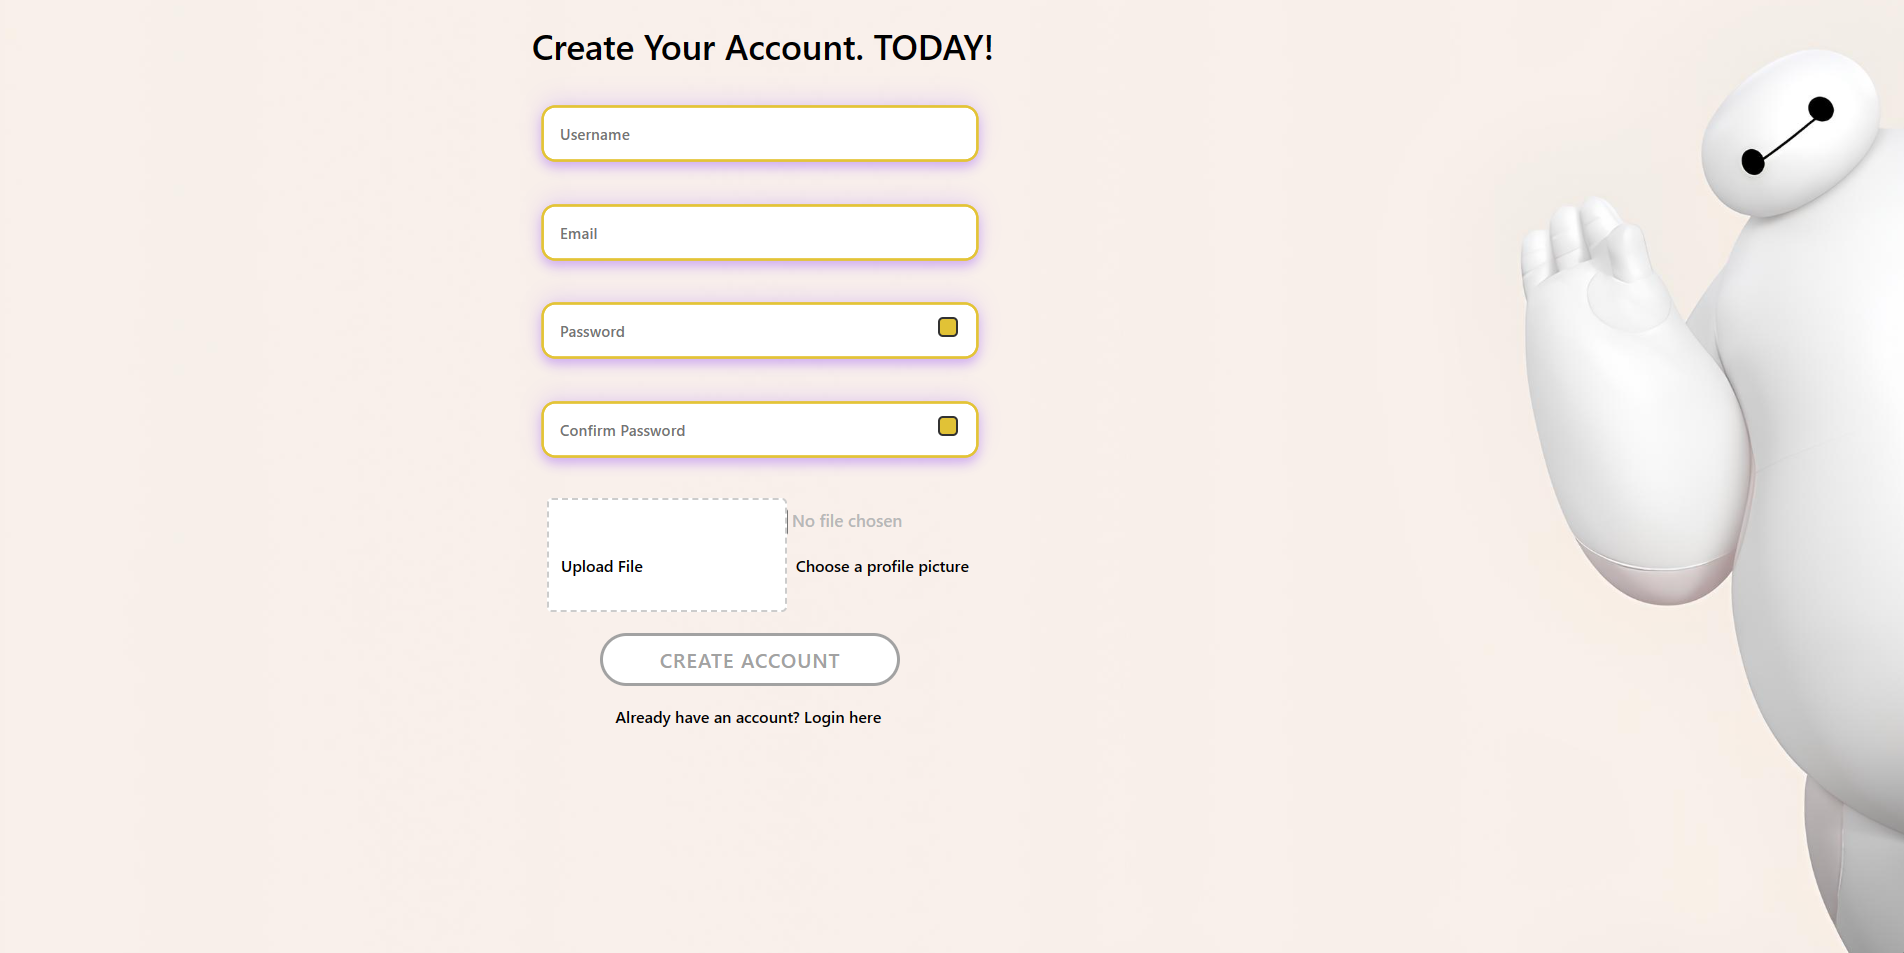 Create Your Account. TODAY!
Username
Email
Password
Confirm Password
No file chosen
Upload File
Choose a profile picture
CREATE ACCOUNT
Already have an account? Login here